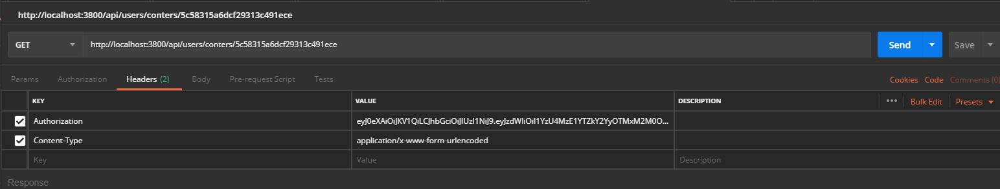 http://localhost:3800/api/users/conters/5c58315a6dcf29313c491ece
GET http://localhost:3800/api/users/conters/5c58315a6dcf29313c491ece Send Save
Params Authorization Headers (2) Body Pre-request Script Tests Cookies Code Comments (0)
KEY VALUE DESCRIPTION ••• Bulk Edit Presets
Authorization eyJ0eXAiOiJKV1QiLCJhbGciOiJIUzI1NiJ9.eyJzdWIiOiI1YzU4MzE1YTZkY2YyOTMxM2M0O...
Content-Type application/x-www-form-urlencoded
Key Value Description
Response